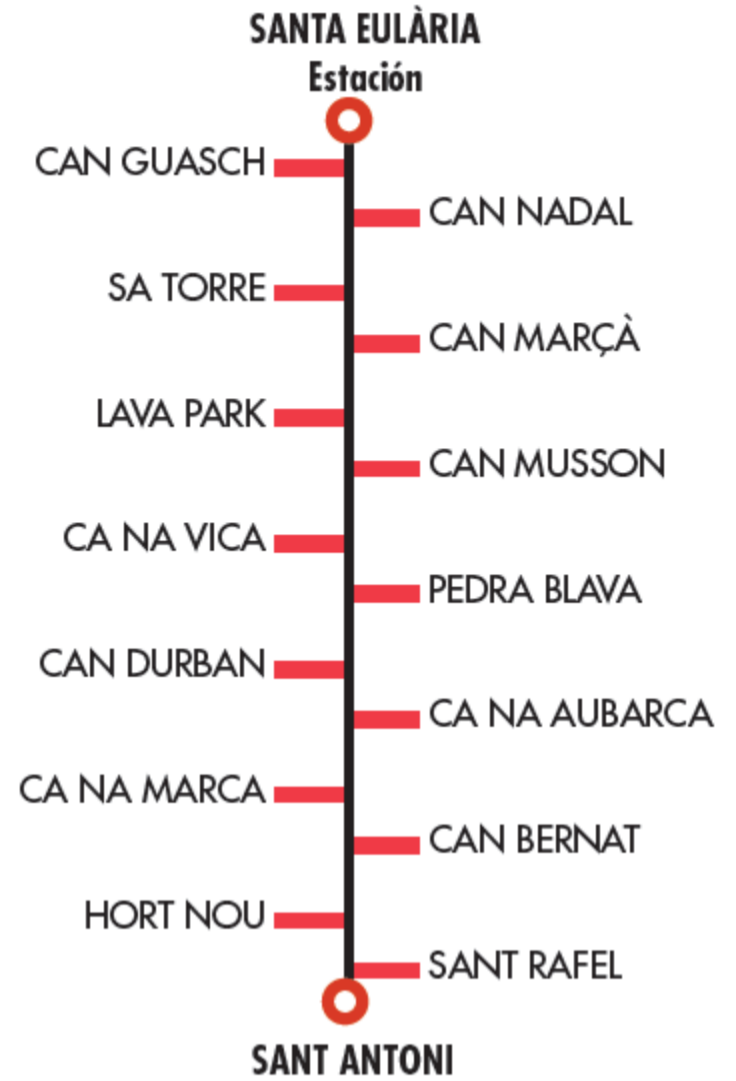 SANTA EULÀRIA
Estación
CAN GUASCH
CAN NADAL
SA TORRE
CAN MARÇÀ
LAVA PARK
CAN MUSSON
CA NA VICA
PEDRA BLAVA
CAN DURBAN
CA NA AUBARCA
CA NA MARCA
CAN BERNAT
HORT NOU
SANT RAFEL
SANT ANTONI